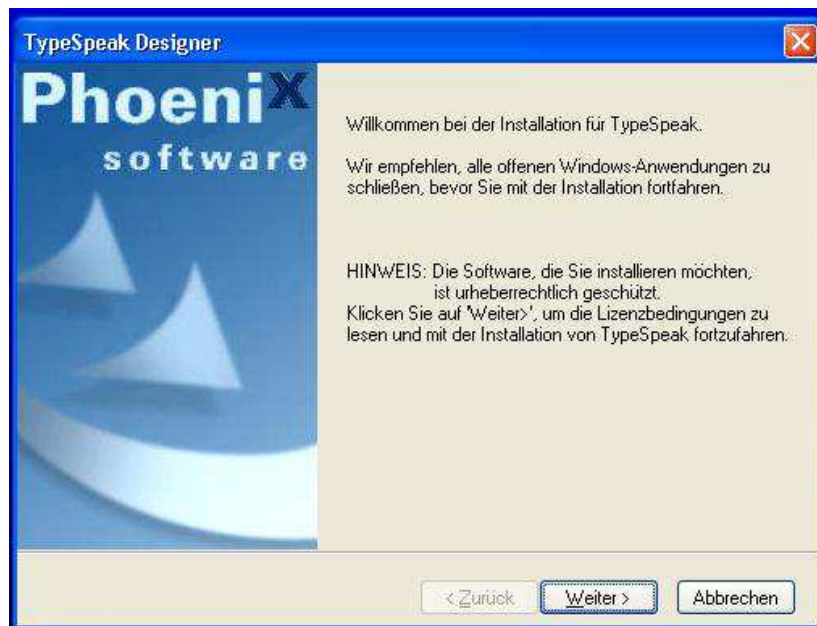 TypeSpeak Designer
PhoeniX
software
Willkommen bei der Installation für TypeSpeak.
Wir empfehlen, alle offenen Windows-Anwendungen zu
schließen, bevor Sie mit der Installation fortfahren.
HINWEIS: Die Software, die Sie installieren möchten,
ist urheberrechtlich geschützt.
Klicken Sie auf 'Weiter>', um die Lizenzbedingungen zu
lesen und mit der Installation von TypeSpeak fortzufahren.
< Zurück
Weiter >
Abbrechen